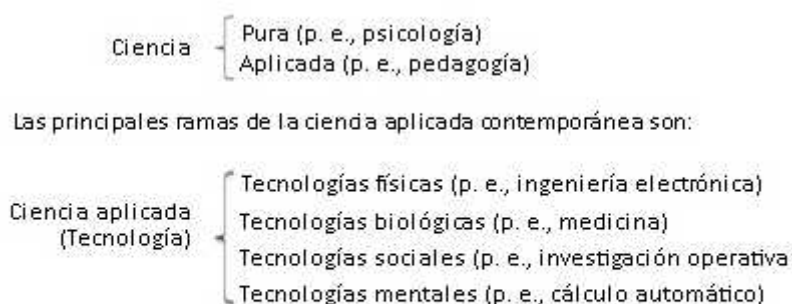 Ciencia
Pura (p. e., psicología)
Aplicada (p. e., pedagogía)
Las principales ramas de la ciencia aplicada contemporánea son:
Ciencia aplicada
(Tecnología)
Tecnologías físicas (p. e., ingeniería electrónica)
Tecnologías biológicas (p. e., medicina)
Tecnologías sociales (p. e., investigación operativa
Tecnologías mentales (p. e., cálculo automático)